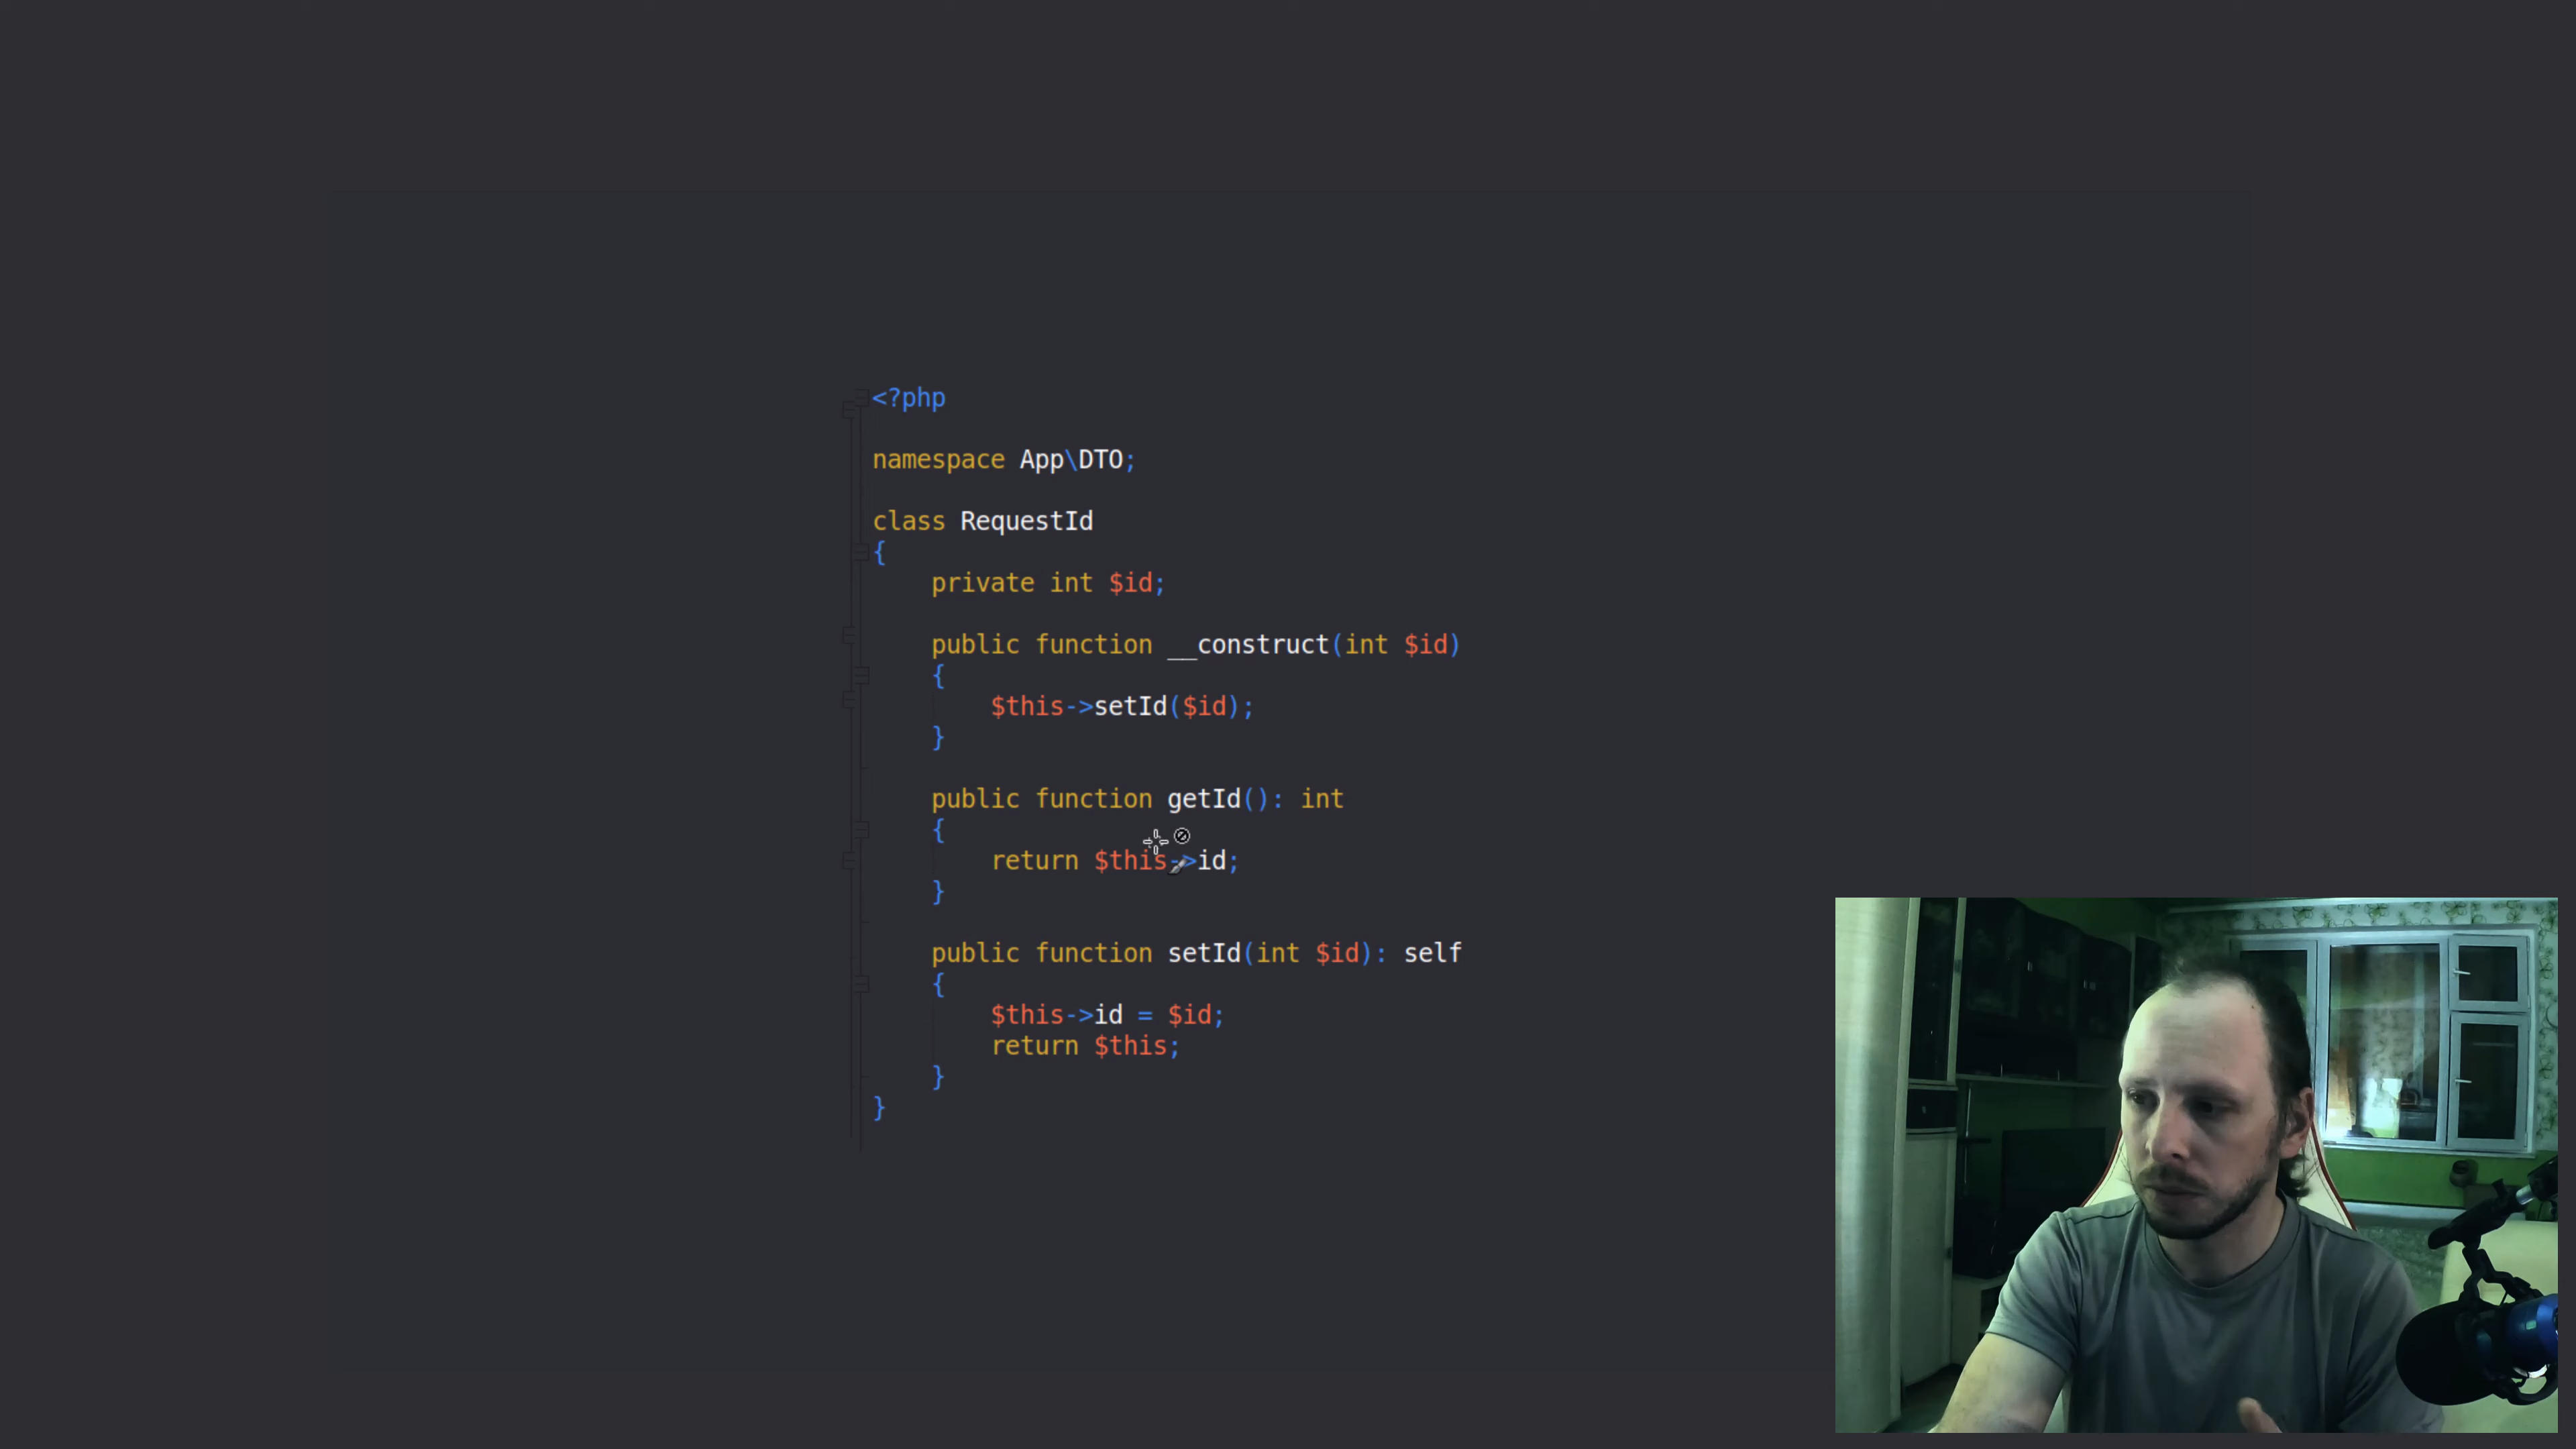 <?php
namespace App\DTO;
class RequestId
{
    private int $id;
    public function __construct(int $id)
    {
        $this->setId($id);
    }
    public function getId(): int
    {
        return $this->id;
    }
    public function setId(int $id): self
    {
        $this->id = $id;
        return $this;
    }
}